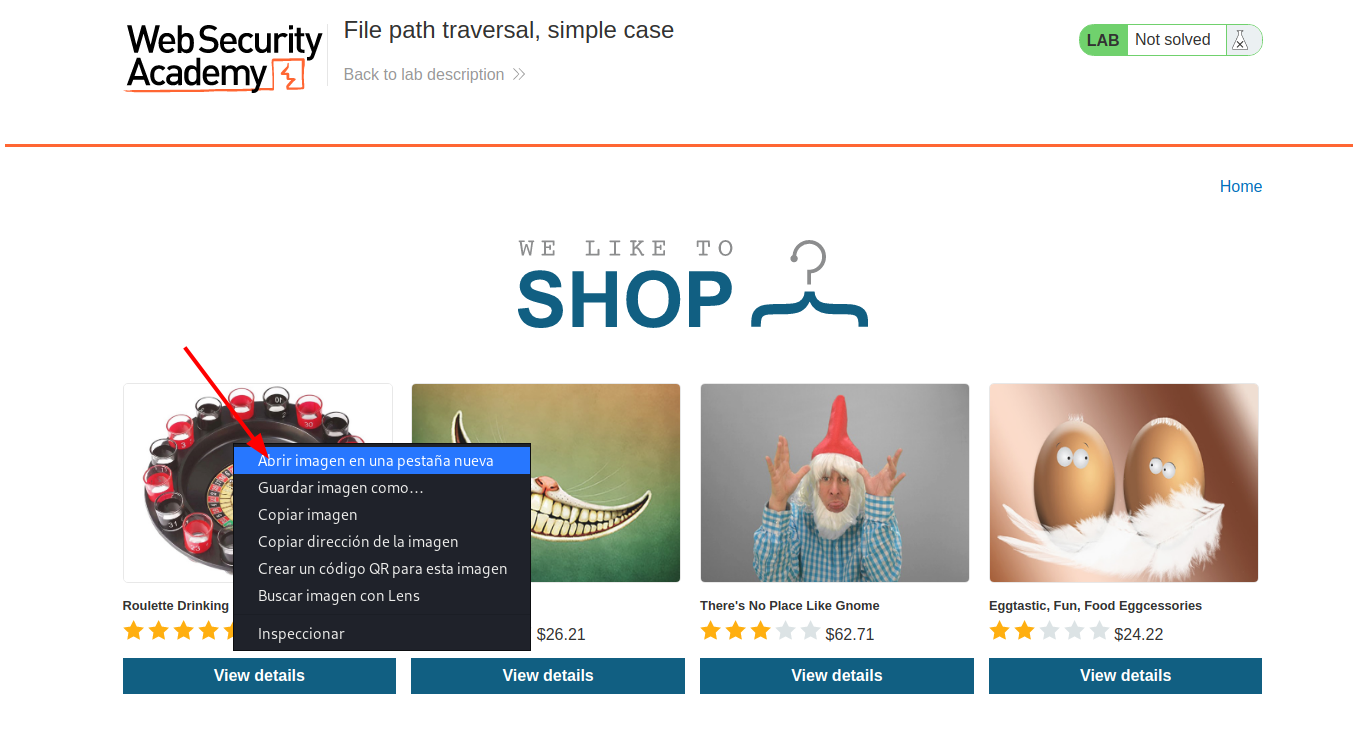 Web Security
Academy
File path traversal, simple case
Back to lab description
LAB Not solved
Home
WE LIKE TO
SHOP
Abrir imagen en una pestaña nueva
Guardar imagen como...
Copiar imagen
Copiar dirección de la imagen
Crear un código QR para esta imagen
Buscar imagen con Lens
Inspeccionar
Roulette Drinking
There's No Place Like Gnome
Eggtastic, Fun, Food Eggcessories
$26.21
$62.71
$24.22
View details
View details
View details
View details